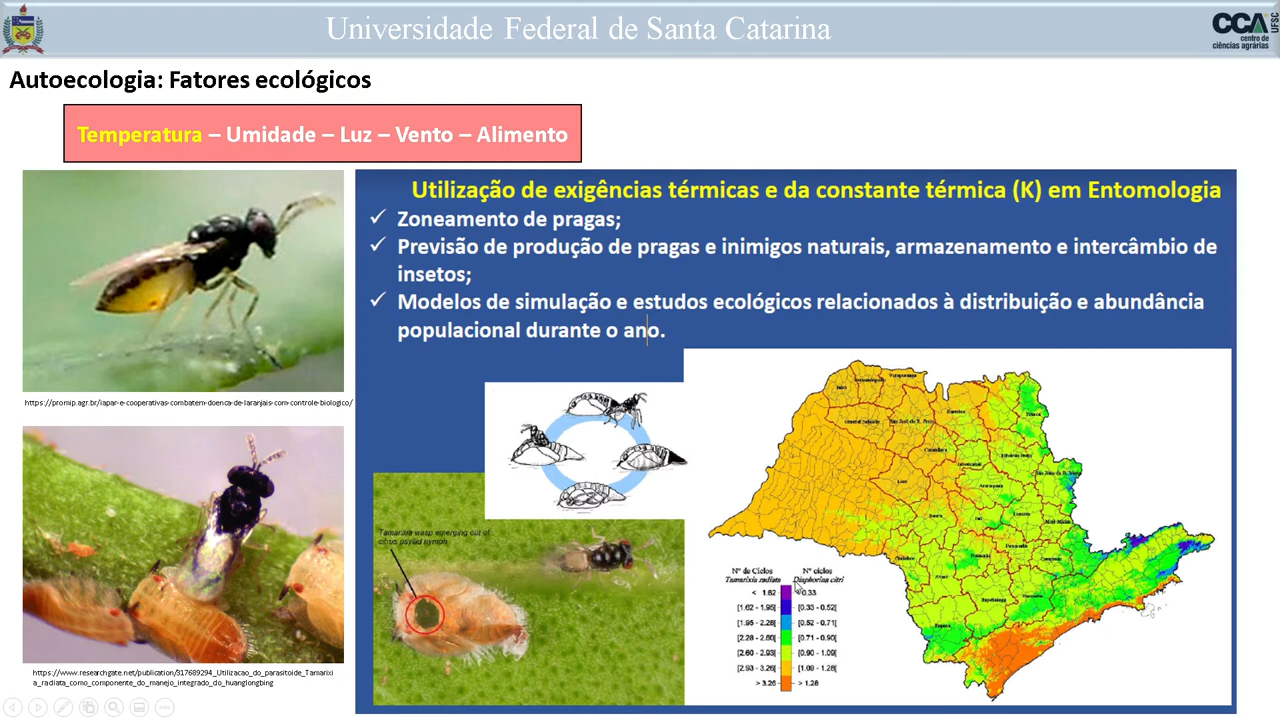 Universidade Federal de Santa Catarina
CCA
UFSC
centro de
ciências agrárias
Autoecologia: Fatores ecológicos
Temperatura – Umidade – Luz – Vento – Alimento
Utilização de exigências térmicas e da constante térmica (K) em Entomologia
✓ Zoneamento de pragas;
✓ Previsão de produção de pragas e inimigos naturais, armazenamento e intercâmbio de
insetos;
✓ Modelos de simulação e estudos ecológicos relacionados à distribuição e abundância
populacional durante o ano.
Tamarixia wasp emerging out of
citrus psyllid nymph
Nº de Ciclos
Tamarixia radiata
Nº ciclos
Diaphorina citri
< 1.62
0.33
[1.62 - 1.95]
[0.33 - 0.52]
[1.95 - 2.28]
[0.52 - 0.71]
[2.28 - 2.60]
[0.71 - 0.90]
[2.60 - 2.93]
[0.90 - 1.09]
[2.93 - 3.26]
[1.09 - 1.28]
> 3.26
> 1.28
https://promip.agr.br/iapar-e-cooperativas-combatem-doenca-de-laranjais-com-controle-biologico/
https://www.researchgate.net/publication/317689294_Utilizacao_do_parasitoide_Tamarixi
a_radiata_como_componente_do_manejo_integrado_do_huanglongbing